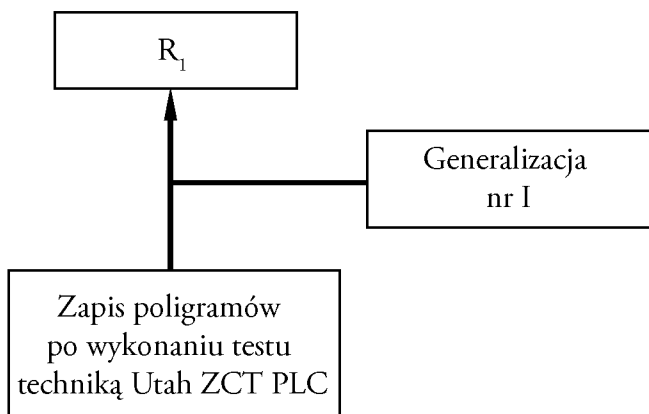 R₁
Generalizacja
nr I
Zapis poligramów
po wykonaniu testu
techniką Utah ZCT PLC